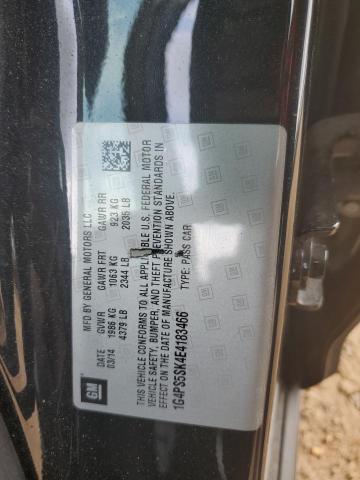 GM
MFD BY GENERAL MOTORS LLC
DATE GVWR GAWR FRT GAWR RR
03/14 1986 KG 1063 KG 923 KG
4379 LB 2344 LB 2035 LB
THIS VEHICLE CONFORMS TO ALL APPLICABLE U.S. FEDERAL MOTOR
VEHICLE SAFETY, BUMPER, AND THEFT PREVENTION STANDARDS IN
EFFECT ON THE DATE OF MANUFACTURE SHOWN ABOVE.
1G4PS5SK4E4183466 TYPE: PASS CAR